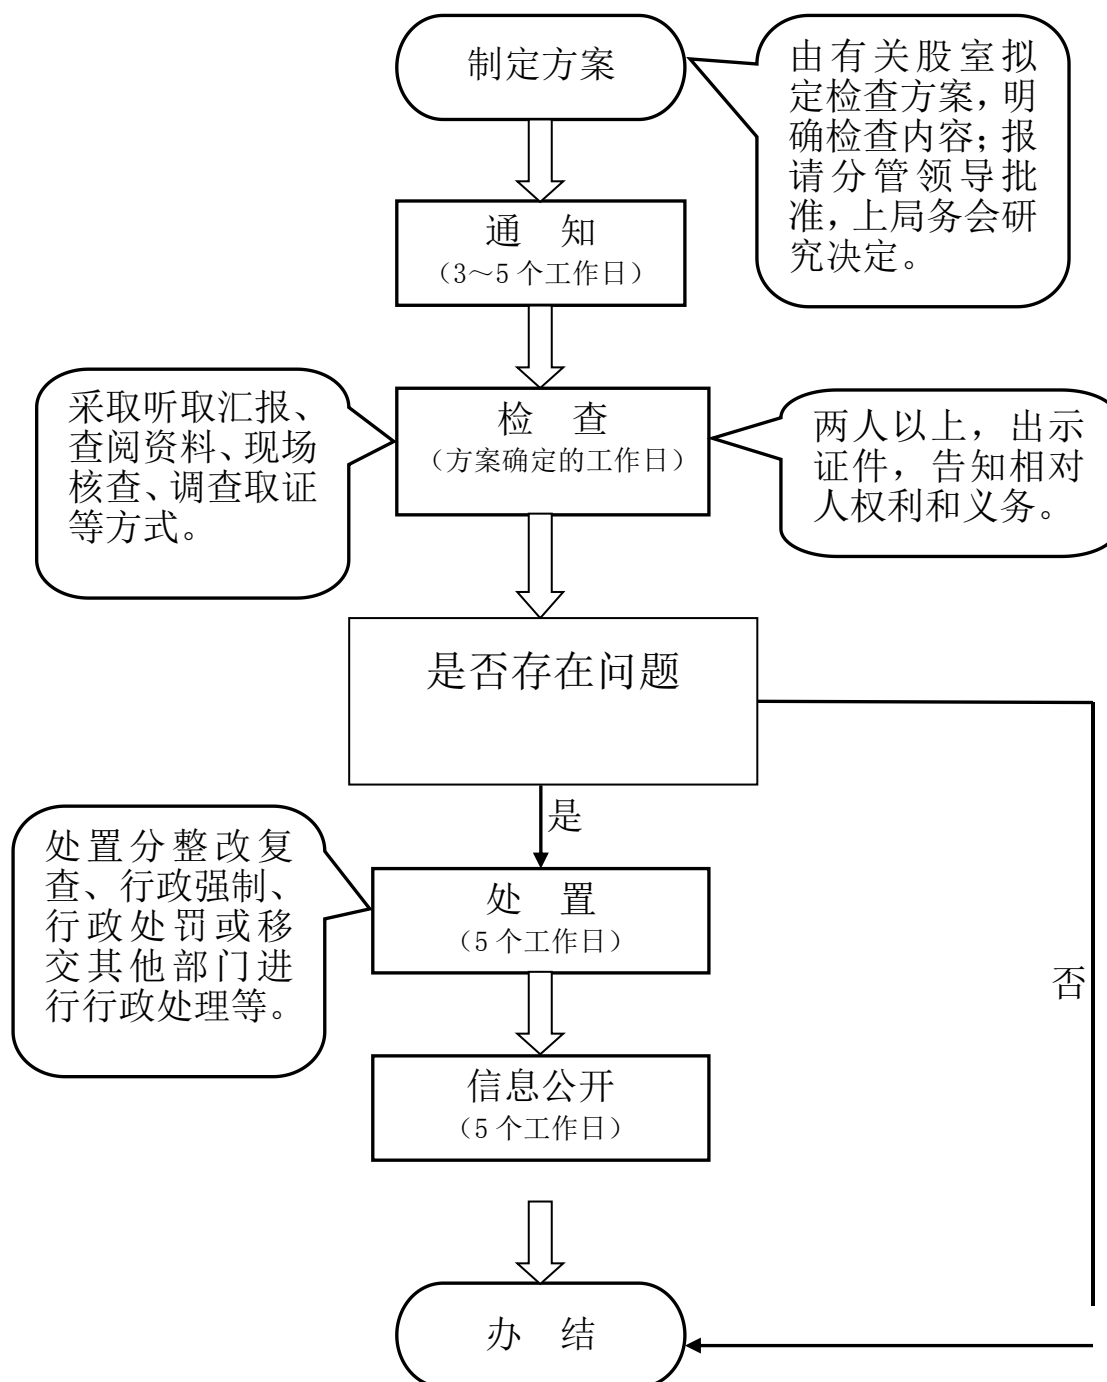 制定方案
由有关股室拟
定检查方案，明
确检查内容；报
请分管领导批
准，上局务会研
究决定。
通 知
（3～5 个工作日）
采取听取汇报、
查阅资料、现场
核查、调查取证
等方式。
检 查
（方案确定的工作日）
两人以上，出示
证件，告知相对
人权利和义务。
是否存在问题
是
处置分整改复
查、行政强制、
行政处罚或移
交其他部门进
行行政处理等。
处 置
（5 个工作日）
否
信息公开
（5 个工作日）
办 结